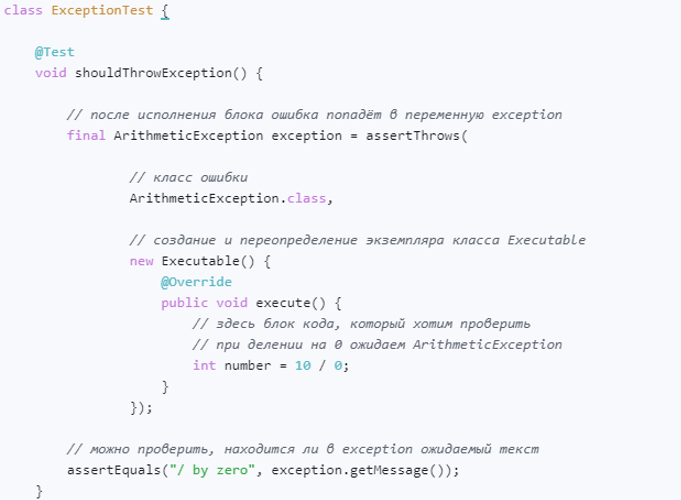 class ExceptionTest {
@Test
void shouldThrowException() {
// после исполнения блока ошибка попадёт в переменную exception
final ArithmeticException exception = assertThrows(
// класс ошибки
ArithmeticException.class,
// создание и переопределение экземпляра класса Executable
new Executable() {
@Override
public void execute() {
// здесь блок кода, который хотим проверить
// при делении на 0 ожидаем ArithmeticException
int number = 10 / 0;
}
});
// можно проверить, находится ли в exception ожидаемый текст
assertEquals("/ by zero", exception.getMessage());
}